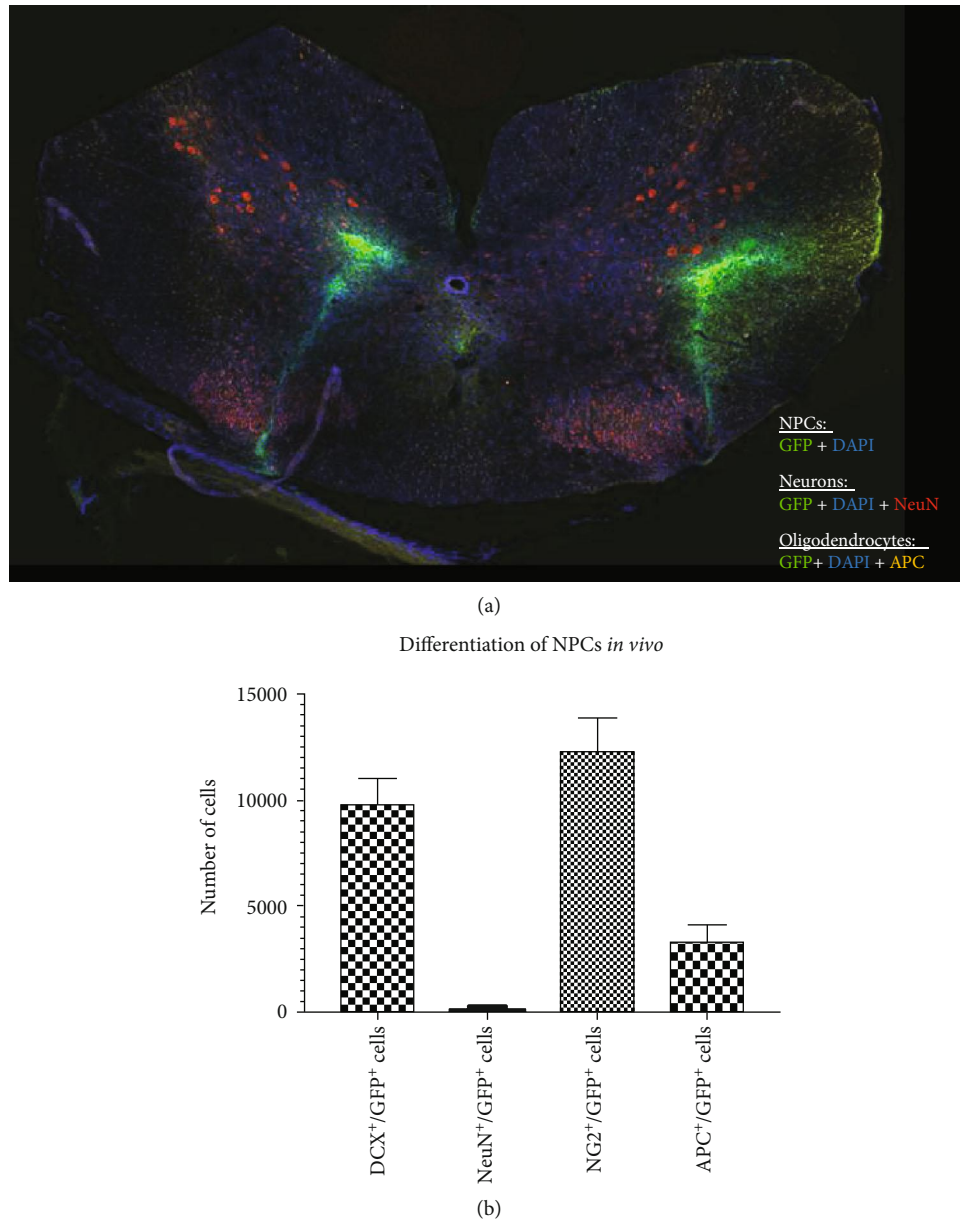 NPCs:
GFP + DAPI
Neurons:
GFP + DAPI + NeuN
Oligodendrocytes:
GFP+ DAPI + APC
(a)
Differentiation of NPCs in vivo
15000
10000
5000
0
Number of cells
DCX⁺/GFP⁺ cells
NeuN⁺/GFP⁺ cells
NG2⁺/GFP⁺ cells
APC⁺/GFP⁺ cells
(b)